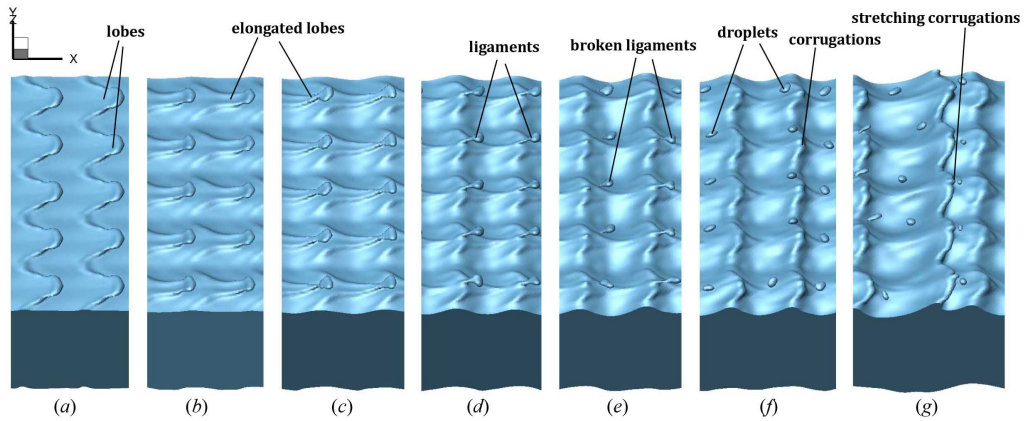 Y
Z
X
lobes
elongated lobes
ligaments
broken ligaments
droplets
corrugations
stretching corrugations
(a)
(b)
(c)
(d)
(e)
(f)
(g)